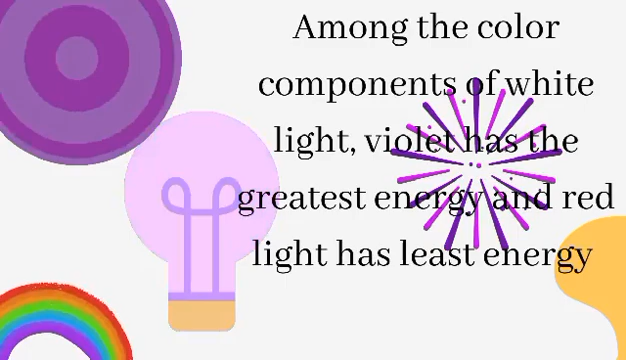 Among the color
components of white
light, violet has the
greatest energy and red
light has least energy